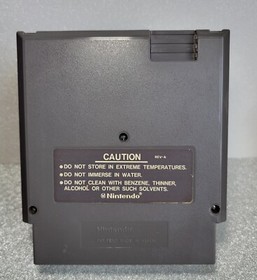 CAUTION REV-A
•DO NOT STORE IN EXTREME TEMPERATURES.
•DO NOT IMMERSE IN WATER.
•DO NOT CLEAN WITH BENZENE, THINNER,
ALCOHOL OR OTHER SUCH SOLVENTS.
®Nintendo